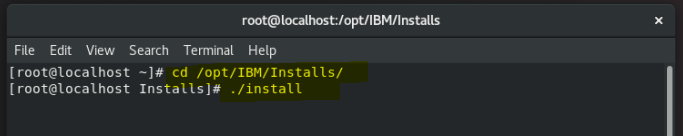 root@localhost:/opt/IBM/Installs ×
File Edit View Search Terminal Help
[root@localhost ~]# cd /opt/IBM/Installs/
[root@localhost Installs]# ./install